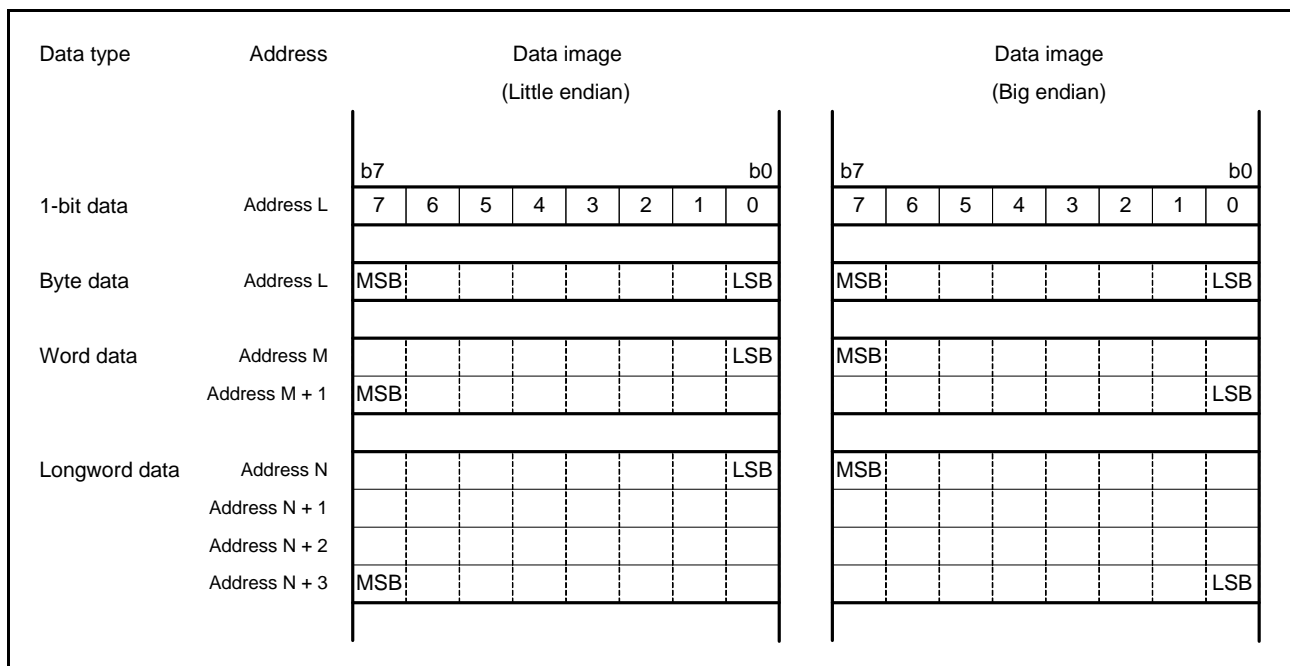 Data type Address Data image Data image
(Little endian) (Big endian)
b7 b0 b7 b0
1-bit data Address L 7 6 5 4 3 2 1 0 7 6 5 4 3 2 1 0
Byte data Address L MSB LSB MSB LSB
Word data Address M LSB MSB
Address M + 1 MSB LSB
Longword data Address N LSB MSB
Address N + 1
Address N + 2
Address N + 3 MSB LSB